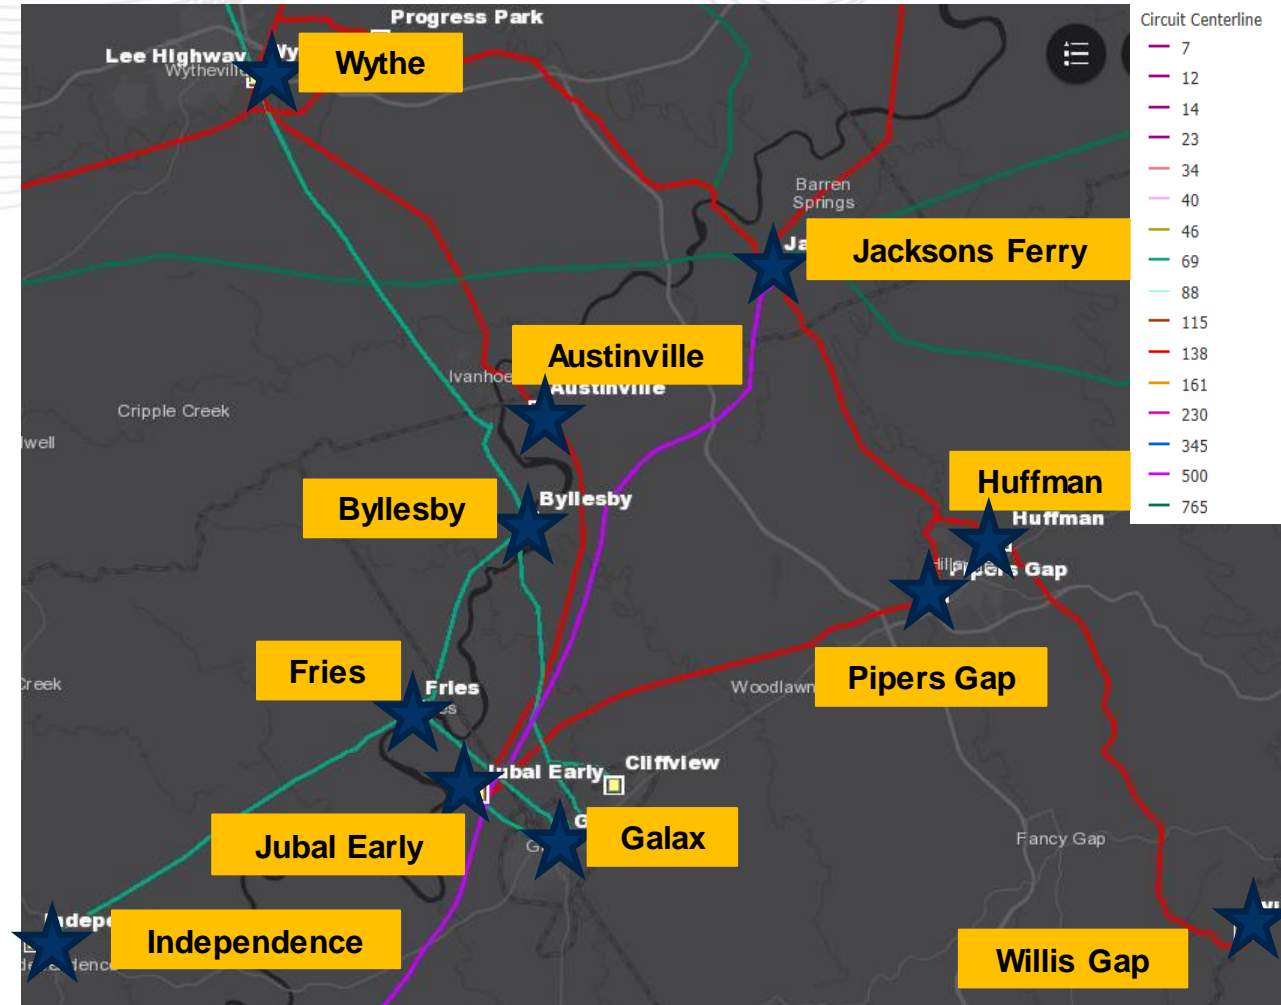 Progress Park
Lee Highway
Wytheville
Wythe
Circuit Centerline
7
12
14
23
34
40
46
69
88
115
138
161
230
345
500
765
Barren
Springs
Jacksons Ferry
Austinville
Ivanhoe
Austinville
Cripple Creek
Huffman
Byllesby
Byllesby
Huffman
Pipers Gap
Fries
Creek
Fries
Woodlawn
Pipers Gap
Jubal Early
Cliffview
Jubal Early
Galax
Fancy Gap
Independence
Willis Gap